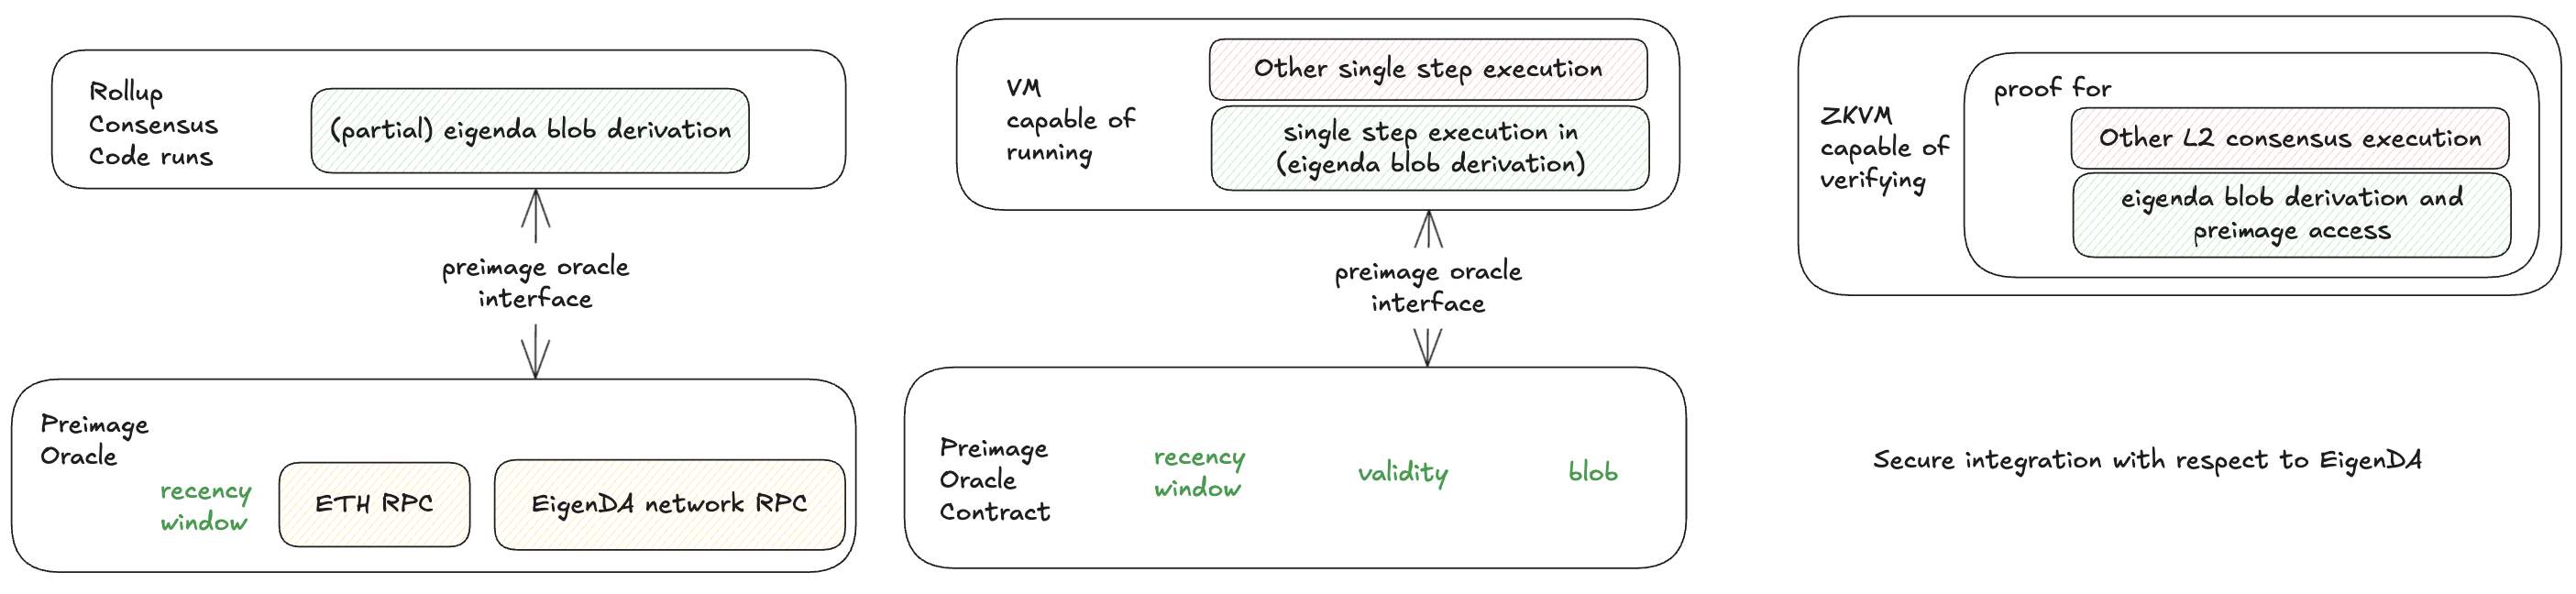 Rollup
Consensus
Code runs
(partial) eigenda blob derivation
preimage oracle
interface
Preimage
Oracle
recency
window
ETH RPC
EigenDA network RPC
VM
capable of
running
Other single step execution
single step execution in
(eigenda blob derivation)
preimage oracle
interface
Preimage
Oracle
Contract
recency
window
validity
blob
ZKVM
capable of
verifying
proof for
Other L2 consensus execution
eigenda blob derivation and
preimage access
Secure integration with respect to EigenDA